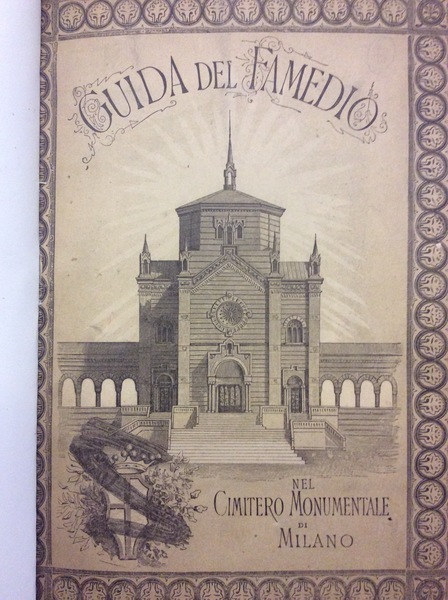 GUIDA DEL FAMEDIO
NEL
CIMITERO MONUMENTALE
DI
MILANO